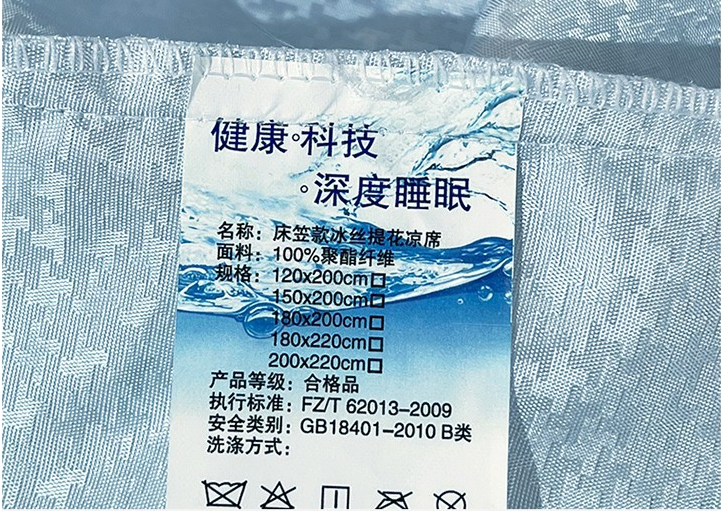 健康·科技
·深度睡眠
名称：床笠款冰丝提花凉席
面料：100%聚酯纤维
规格：120x200cm□
150x200cm□
180x200cm□
180x220cm□
200x220cm□
产品等级：合格品
执行标准：FZ/T 62013-2009
安全类别：GB18401-2010 B类
洗涤方式：